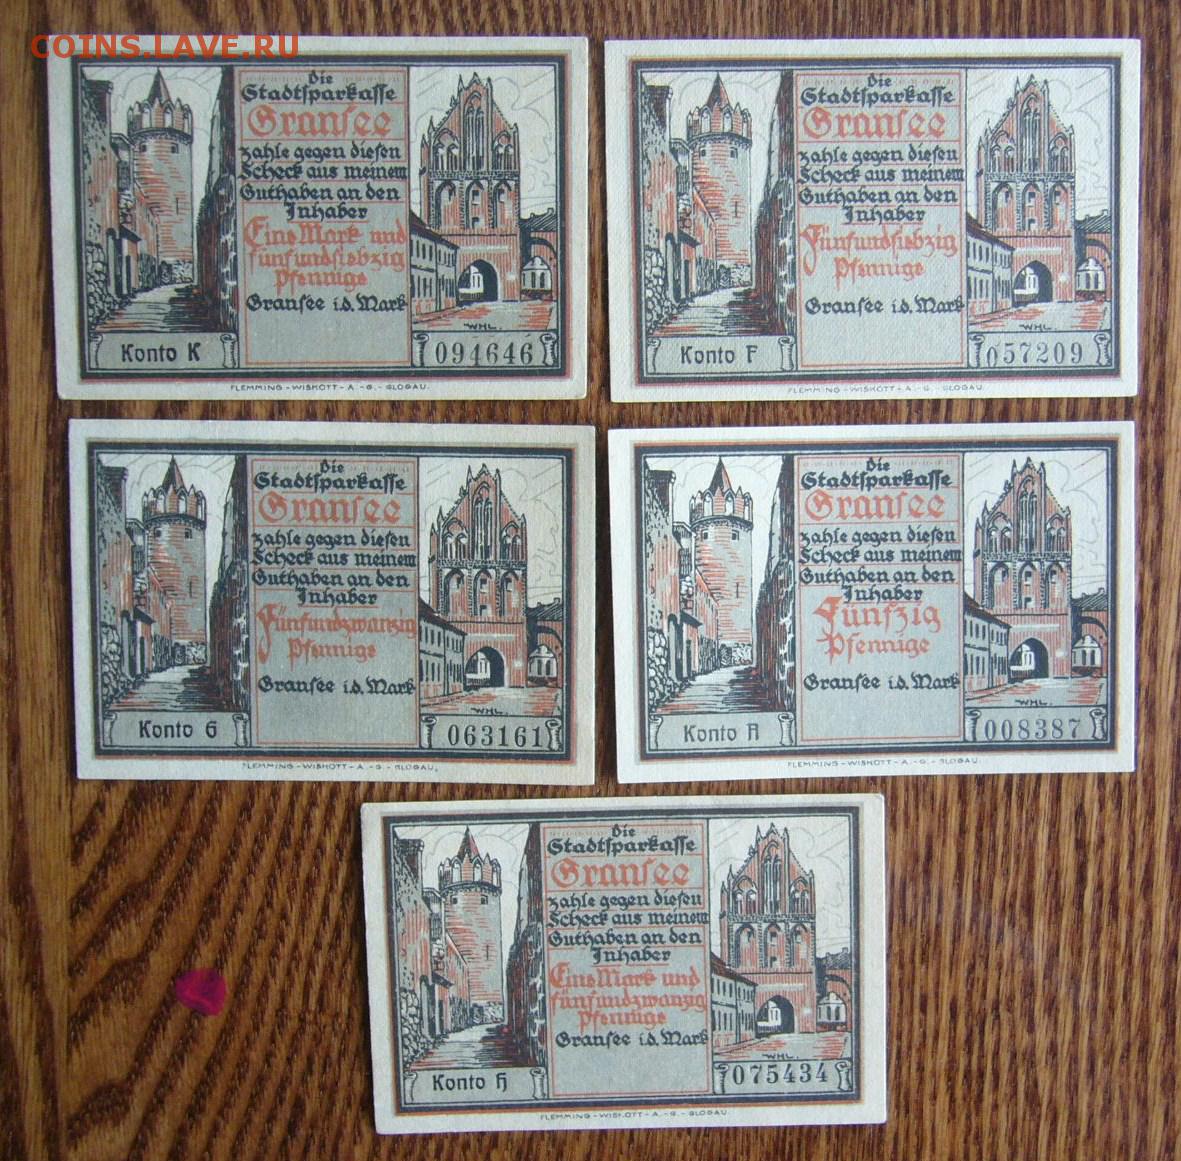 COINS.LAVE.RU
Die
Stadtsparkasse
Gransee
zahle gegen diesen
Scheck aus meinem
Guthaben an den
Inhaber
Eine Mark und
fünfundsiebzig
Pfennige
Gransee i.d. Mark
WHL.
Konto K
094646
FLEMMING-WISKOTT-A.-G.-GLOGAU.
Die
Stadtsparkasse
Gransee
zahle gegen diesen
Scheck aus meinem
Guthaben an den
Inhaber
Fünfundsiebzig
Pfennige
Gransee i.d. Mark
WHL.
Konto F
057209
FLEMMING-WISKOTT-A.-G.-GLOGAU.
Die
Stadtsparkasse
Gransee
zahle gegen diesen
Scheck aus meinem
Guthaben an den
Inhaber
Fünfundzwanzig
Pfennige
Gransee i.d. Mark
WHL.
Konto G
063161
FLEMMING-WISKOTT-A.-G.-GLOGAU.
Die
Stadtsparkasse
Gransee
zahle gegen diesen
Scheck aus meinem
Guthaben an den
Inhaber
Fünfzig
Pfennige
Gransee i.d. Mark
WHL.
Konto A
008387
FLEMMING-WISKOTT-A.-G.-GLOGAU.
Die
Stadtsparkasse
Gransee
zahle gegen diesen
Scheck aus meinem
Guthaben an den
Inhaber
Eine Mark und
fünfundzwanzig
Pfennige
Gransee i.d. Mark
WHL.
Konto H
075434
FLEMMING-WISKOTT-A.-G.-GLOGAU.